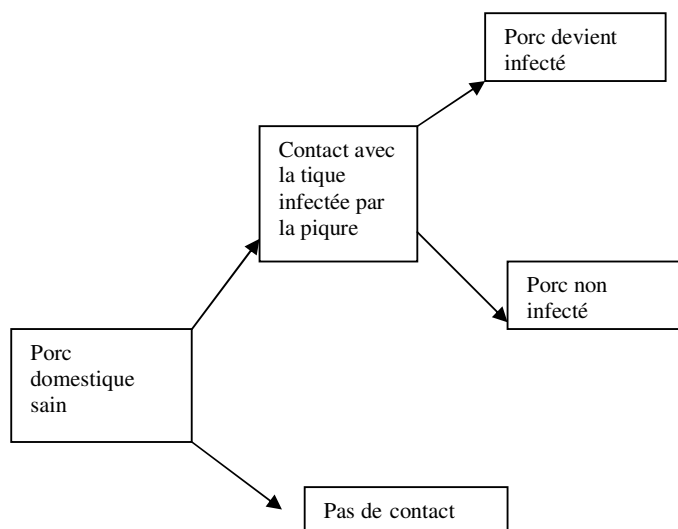 Porc devient
infecté
Contact avec
la tique
infectée par
la piqure
Porc non
infecté
Porc
domestique
sain
Pas de contact